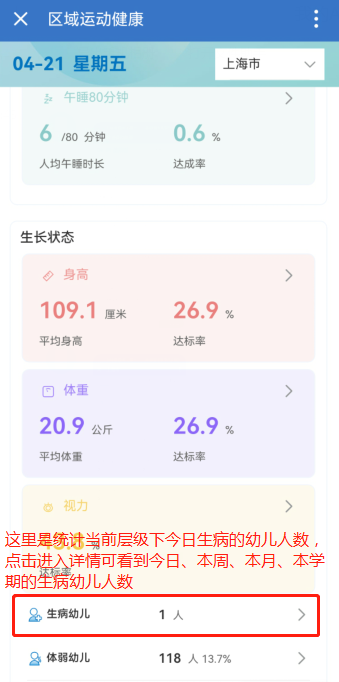 区域运动健康
04-21 星期五
上海市
午睡80分钟
6 /80 分钟
0.6 %
人均午睡时长
达成率
生长状态
身高
109.1 厘米
26.9 %
平均身高
达标率
体重
20.9 公斤
26.9 %
平均体重
达标率
视力
这里是统计当前层级下今日生病的幼儿人数，
%
点击进入详情可看到今日、本周、本月、本学
达标率
期的生病幼儿人数
生病幼儿
1 人
体弱幼儿
118 人 13.7%